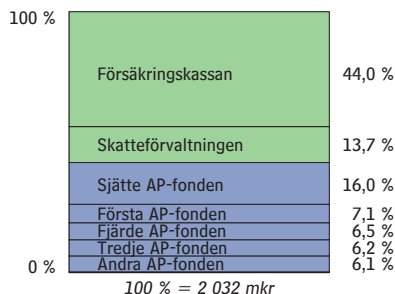 100 %
Försäkringskassan 44,0 %
Skatteförvaltningen 13,7 %
Sjätte AP-fonden 16,0 %
Första AP-fonden 7,1 %
Fjärde AP-fonden 6,5 %
Tredje AP-fonden 6,2 %
0 % Andra AP-fonden 6,1 %
100 % = 2 032 mkr